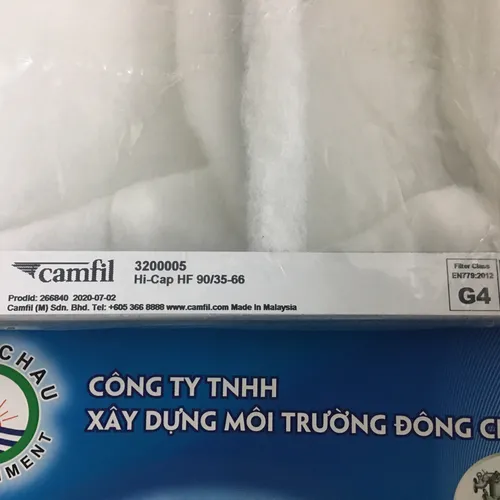 camfil
3200005
Hi-Cap HF 90/35-66
Filter Class
EN779:2012
G4
ProdId: 266840 2020-07-02
Camfil (M) Sdn. Bhd. Tel: +605 366 8888 www.camfil.com Made In Malaysia
CHAU
CÔNG TY TNHH
XÂY DỰNG MÔI TRƯỜNG ĐÔNG